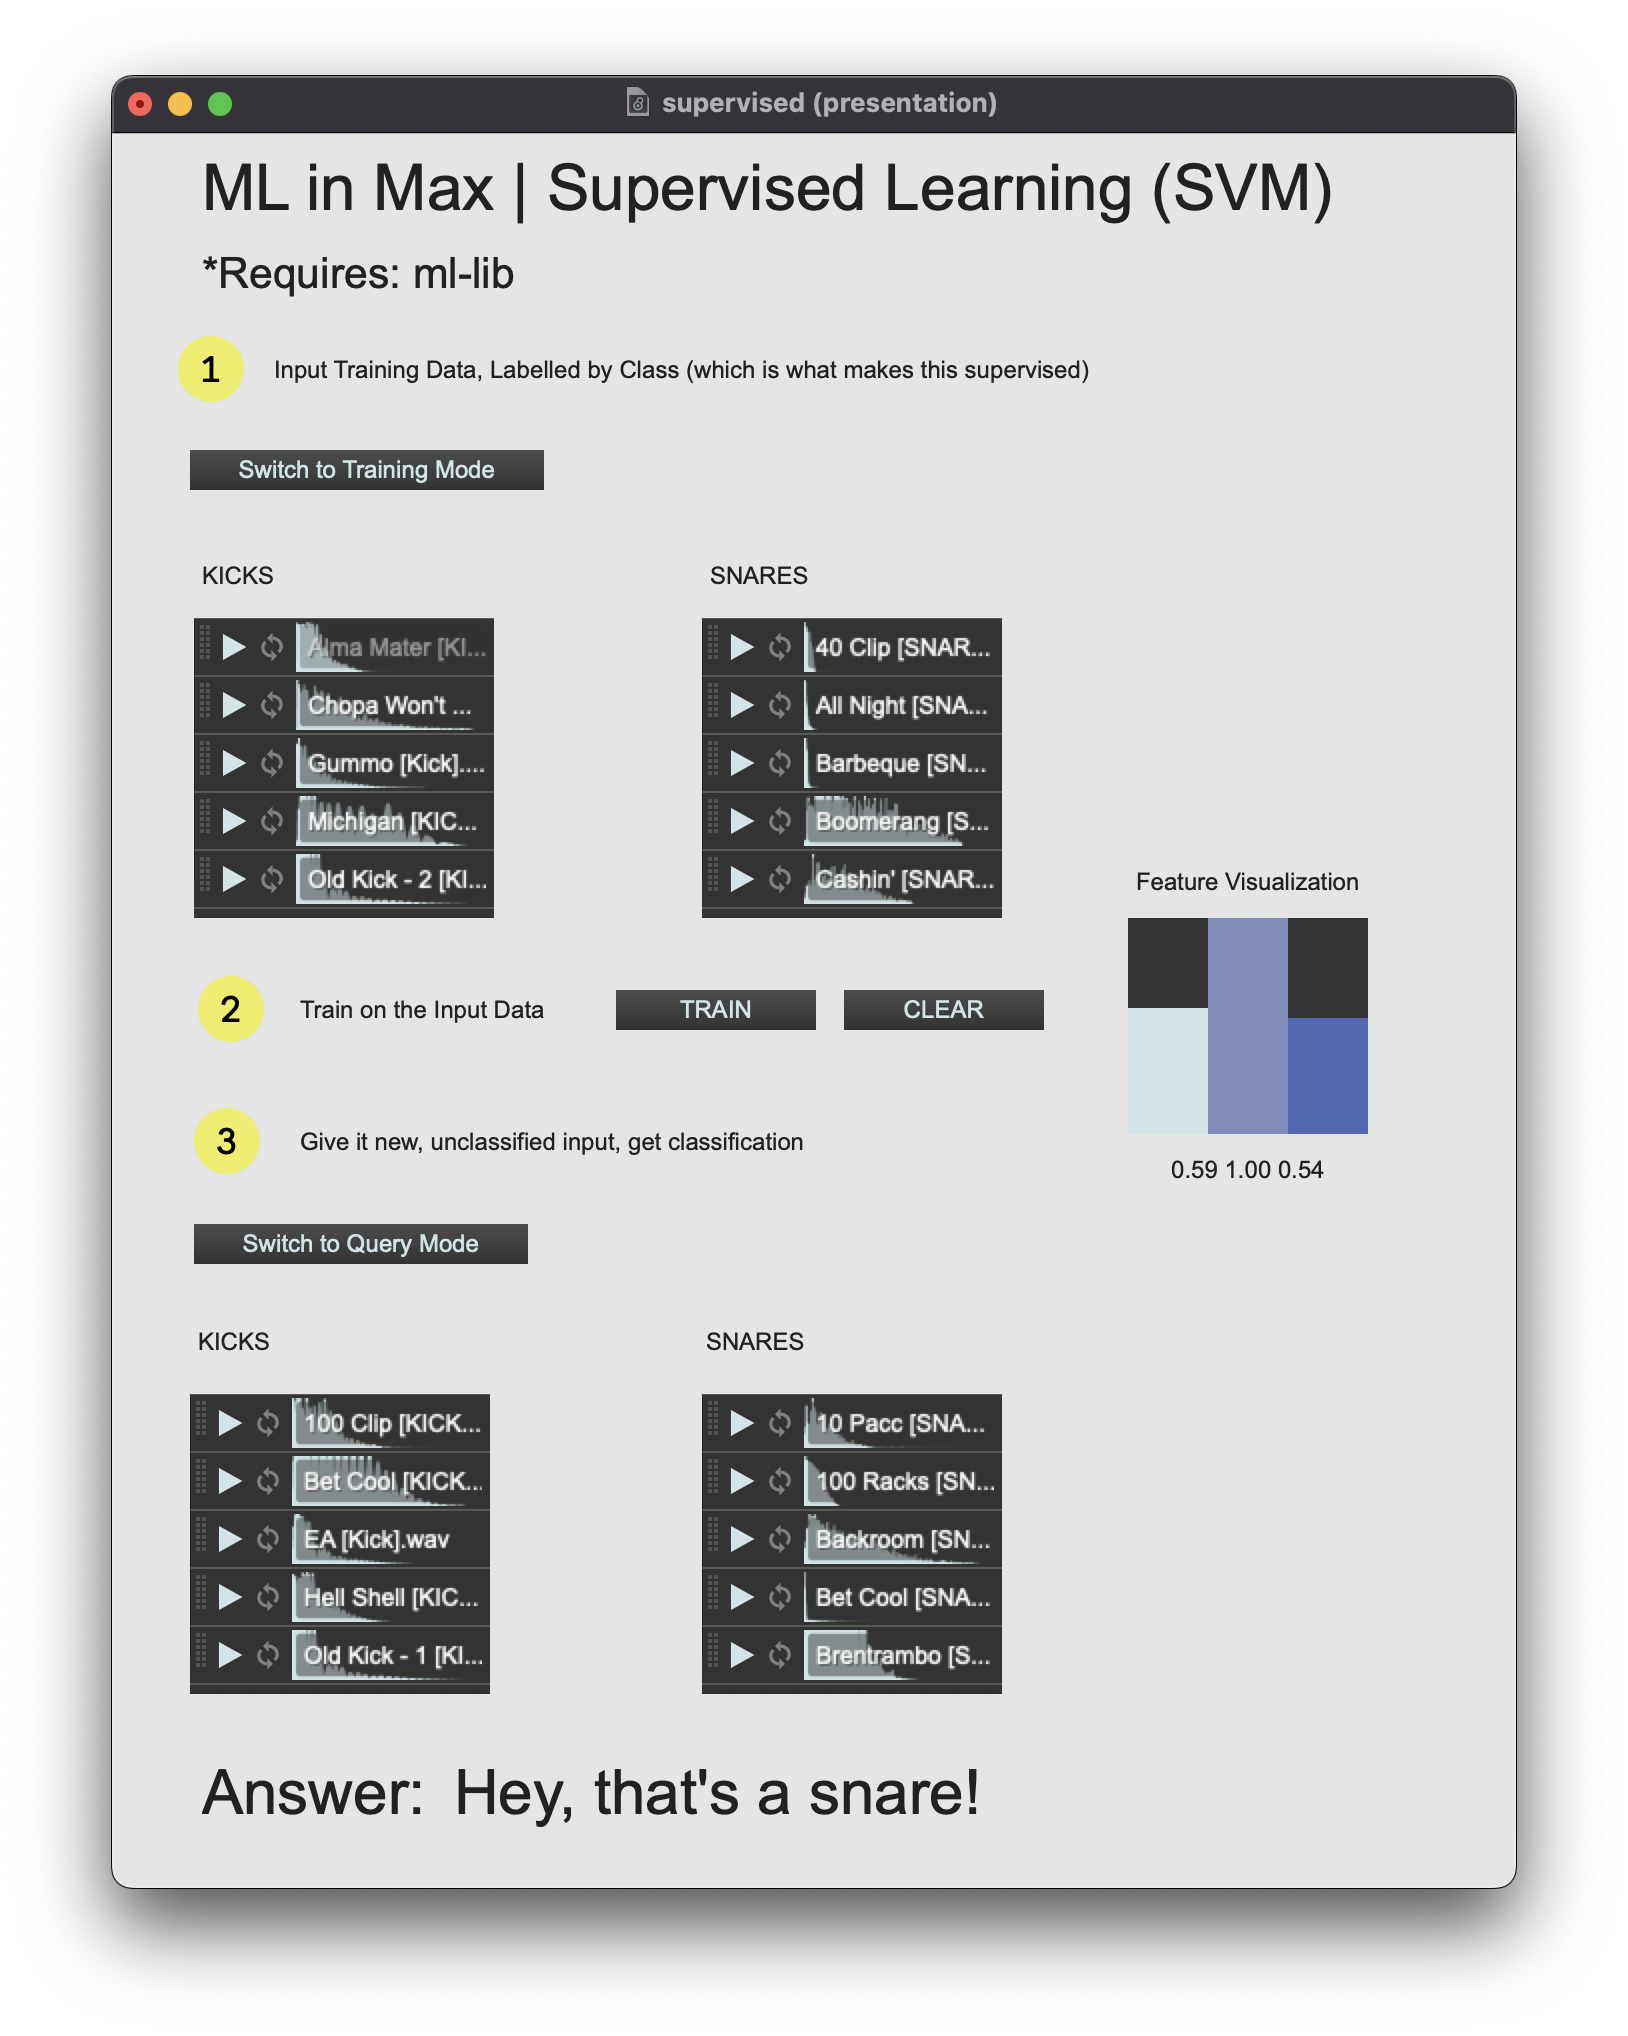 supervised (presentation)
ML in Max | Supervised Learning (SVM)
*Requires: ml-lib
1
Input Training Data, Labelled by Class (which is what makes this supervised)
Switch to Training Mode
KICKS
Alma Mater [KI...
Chopa Won't ...
Gummo [Kick]....
Michigan [KIC...
Old Kick - 2 [KI...
SNARES
40 Clip [SNAR...
All Night [SNA...
Barbeque [SN...
Boomerang [S...
Cashin' [SNAR...
Feature Visualization
0.59 1.00 0.54
2
Train on the Input Data
TRAIN
CLEAR
3
Give it new, unclassified input, get classification
Switch to Query Mode
KICKS
100 Clip [KICK...
Bet Cool [KICK...
EA [Kick].wav
Hell Shell [KIC...
Old Kick - 1 [KI...
SNARES
10 Pacc [SNA...
100 Racks [SN...
Backroom [SN...
Bet Cool [SNA...
Brentrambo [S...
Answer: Hey, that's a snare!